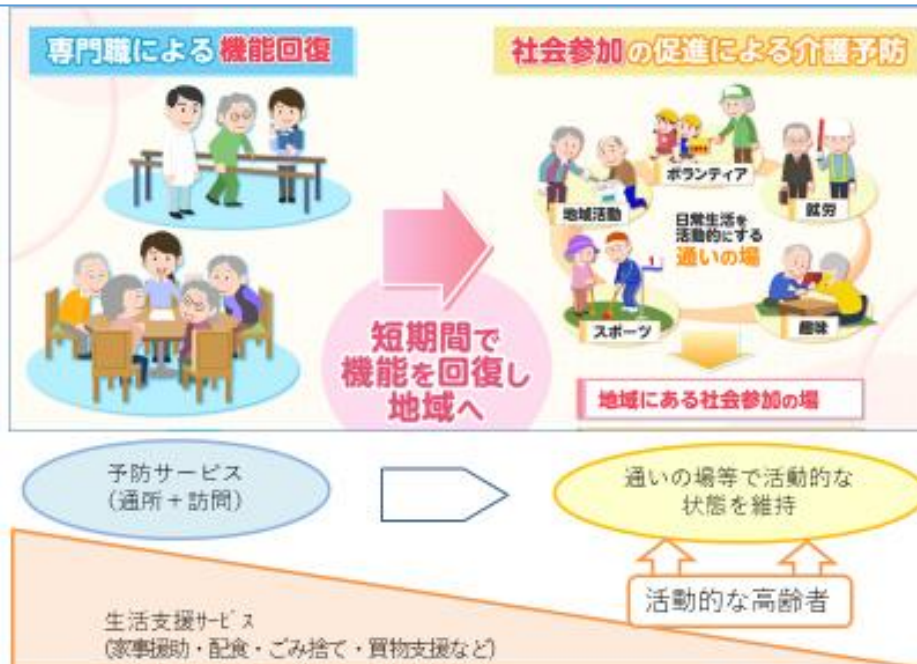 専門職による機能回復
社会参加の促進による介護予防
ボランティア
地域活動
就労
日常生活を
活動的にする
通いの場
スポーツ
趣味
短期間で
機能を回復し
地域へ
地域にある社会参加の場
予防サービス
(通所+訪問)
通いの場等で活動的な
状態を維持
活動的な高齢者
生活支援ｻｰﾋﾞｽ
(家事援助・配食・ごみ捨て・買物支援など)